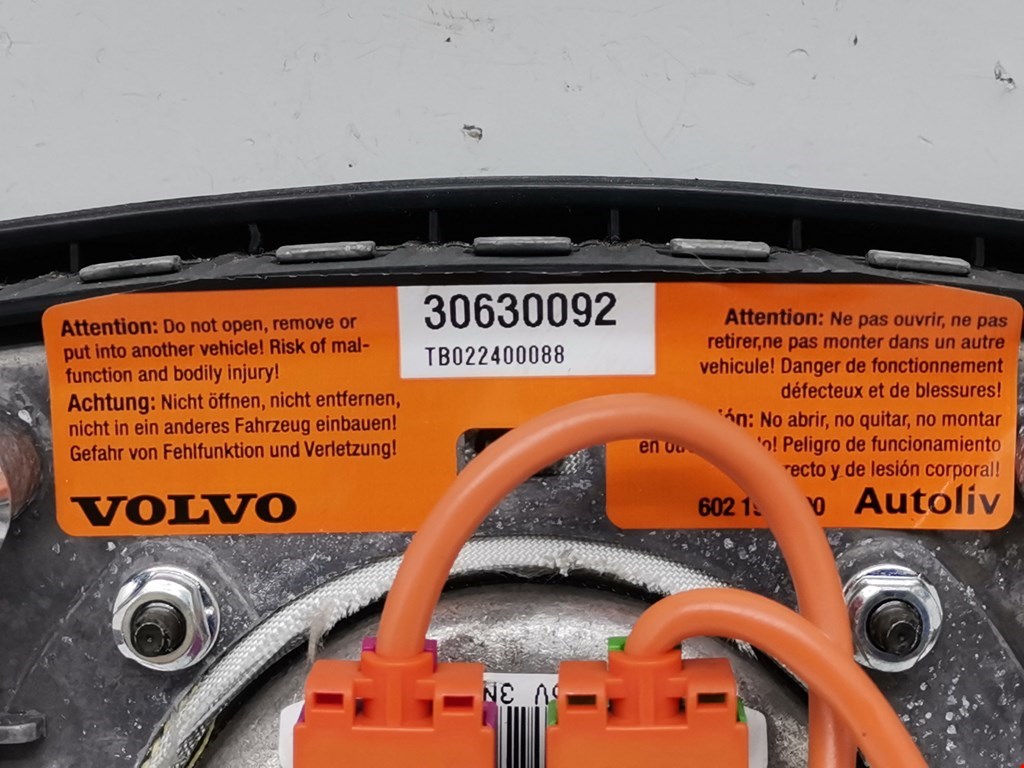 30630092
TB022400088
Attention: Do not open, remove or
put into another vehicle! Risk of mal-
function and bodily injury!
Achtung: Nicht öffnen, nicht entfernen,
nicht in ein anderes Fahrzeug einbauen!
Gefahr von Fehlfunktion und Verletzung!
VOLVO
Attention: Ne pas ouvrir, ne pas
retirer,ne pas monter dans un autre
vehicule! Danger de fonctionnement
défecteux et de blessures!
No abrir, no quitar, no montar
en Peligro de funcionamiento
y de lesión corporal!
602 Autoliv